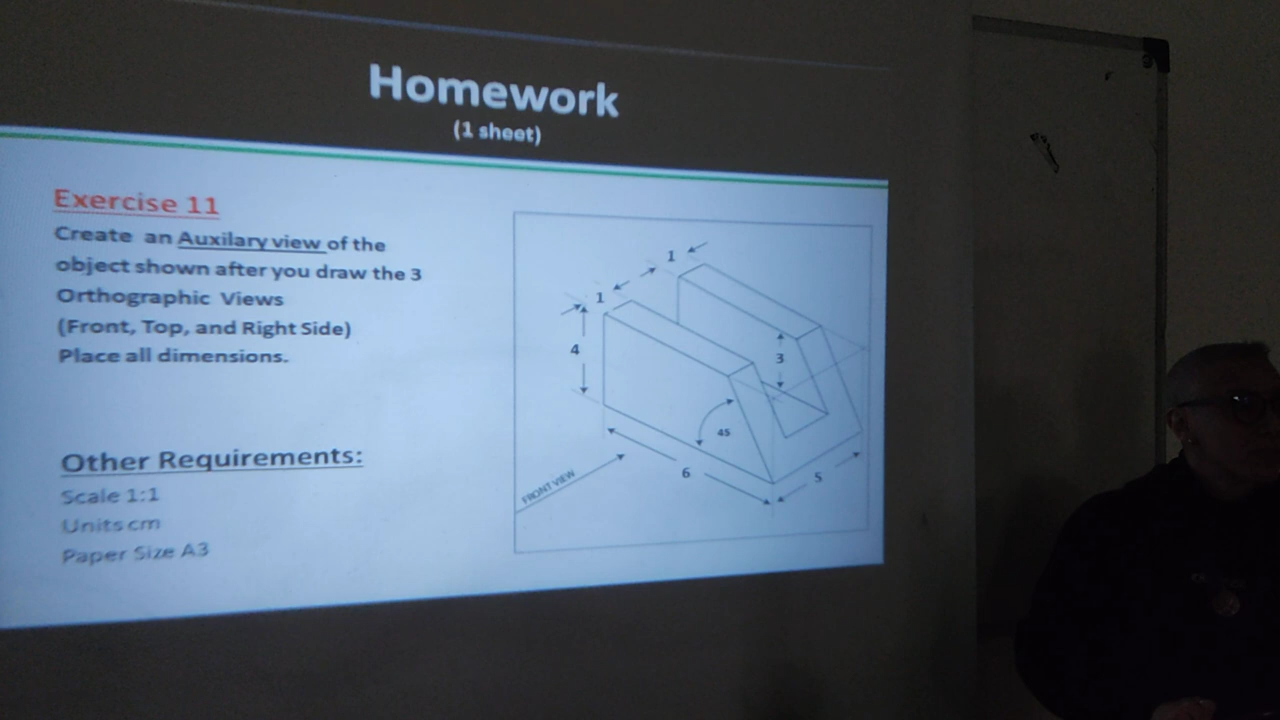 Homework
(1 sheet)
Exercise 11
Create an Auxilary view of the
object shown after you draw the 3
Orthographic Views
(Front, Top, and Right Side)
Place all dimensions.
Other Requirements:
Scale 1:1
Units cm
Paper Size A3
1
1
4
3
45
6
5
FRONT VIEW